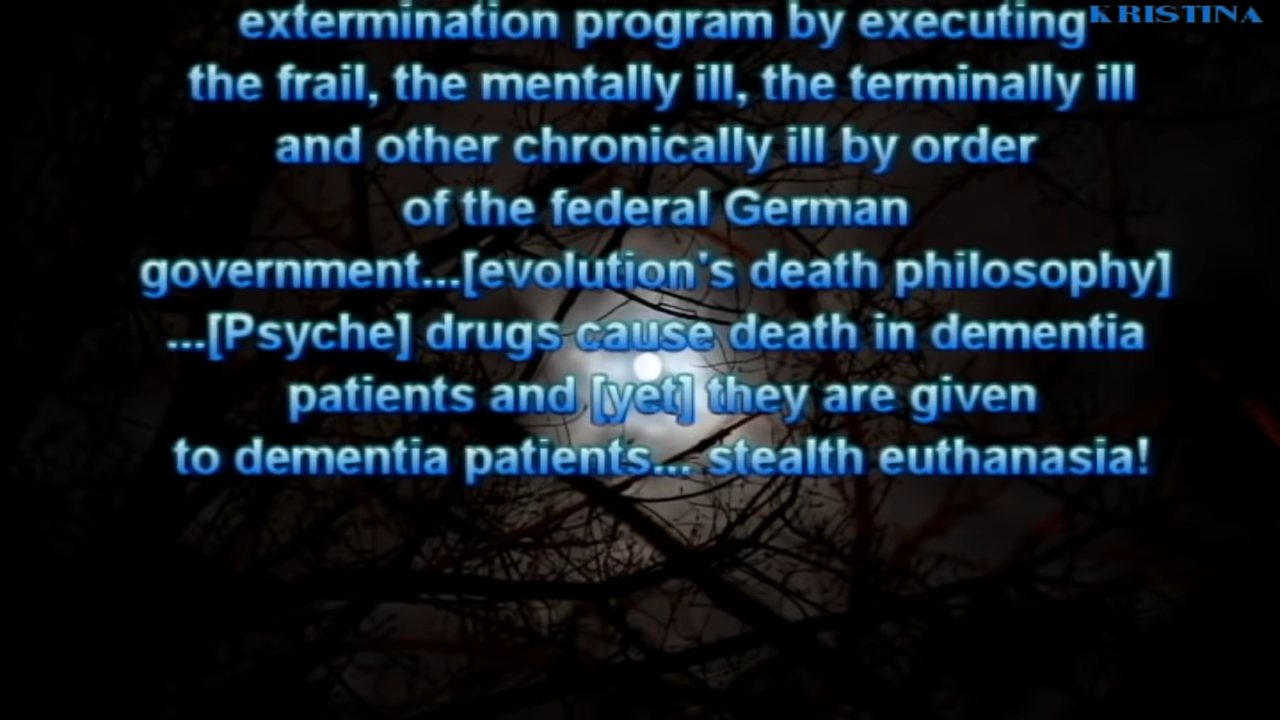 KRISTINA
extermination program by executing
the frail, the mentally ill, the terminally ill
and other chronically ill by order
of the federal German
government...[evolution's death philosophy]
...[Psyche] drugs cause death in dementia
patients and [yet] they are given
to dementia patients... stealth euthanasia!